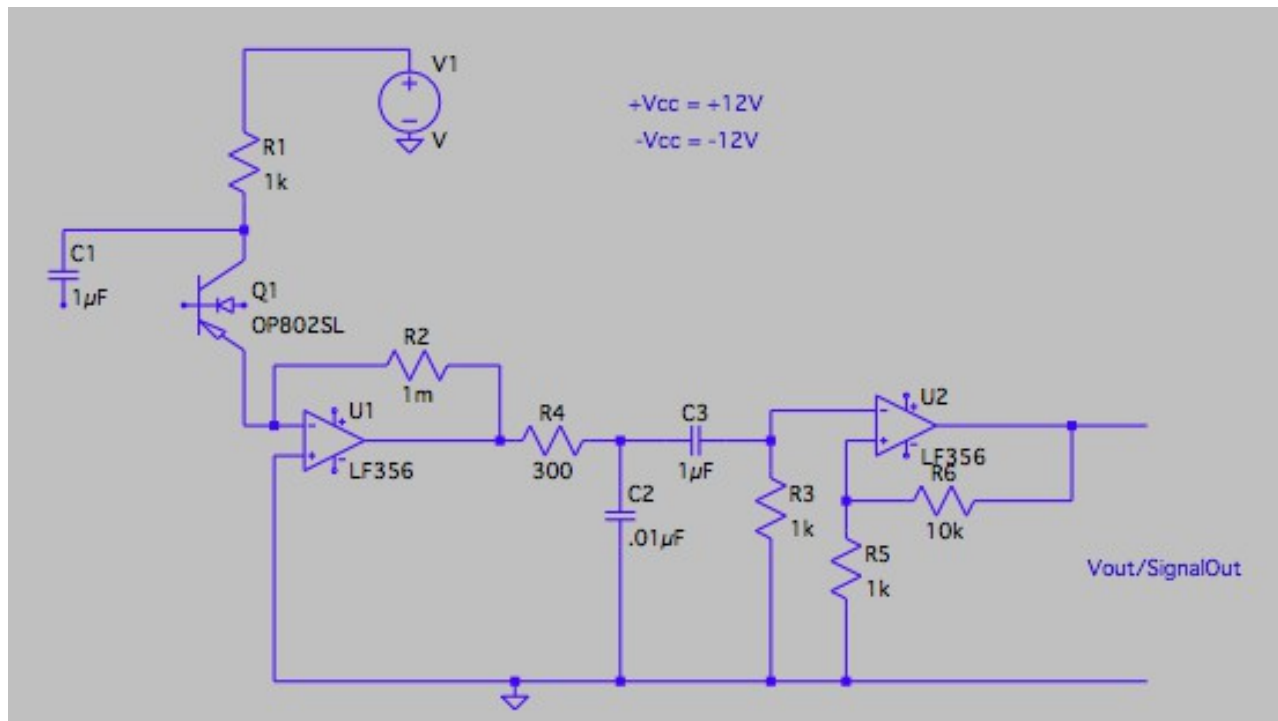 V1
+Vcc = +12V
-Vcc = -12V
V
R1
1k
C1
1µF
Q1
OP802SL
R2
1m
U1
LF356
R4
300
C3
1µF
U2
LF356
R6
10k
C2
.01µF
R3
1k
R5
1k
Vout/SignalOut